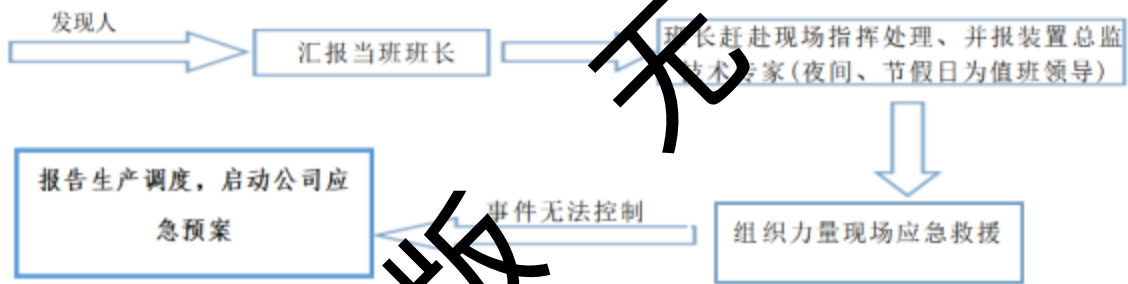 发现人
汇报当班班长
班长赶赴现场指挥处理、并报装置总监
技术专家(夜间、节假日为值班领导)
组织力量现场应急救援
事件无法控制
报告生产调度，启动公司应
急预案
无
版